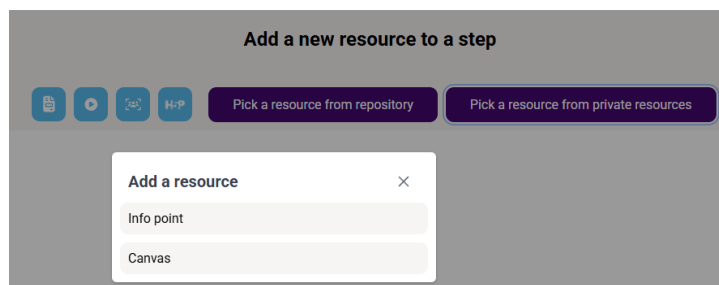 Add a new resource to a step
H-P Pick a resource from repository Pick a resource from private resources
Add a resource
Info point
Canvas